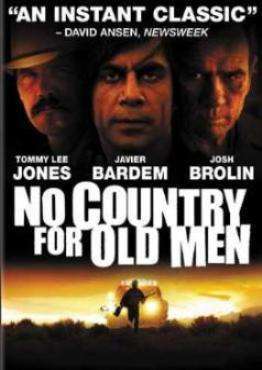 “AN INSTANT CLASSIC”
– DAVID ANSEN, NEWSWEEK
TOMMY LEE JAVIER JOSH
JONES BARDEM BROLIN
NO COUNTRY
FOR OLD MEN